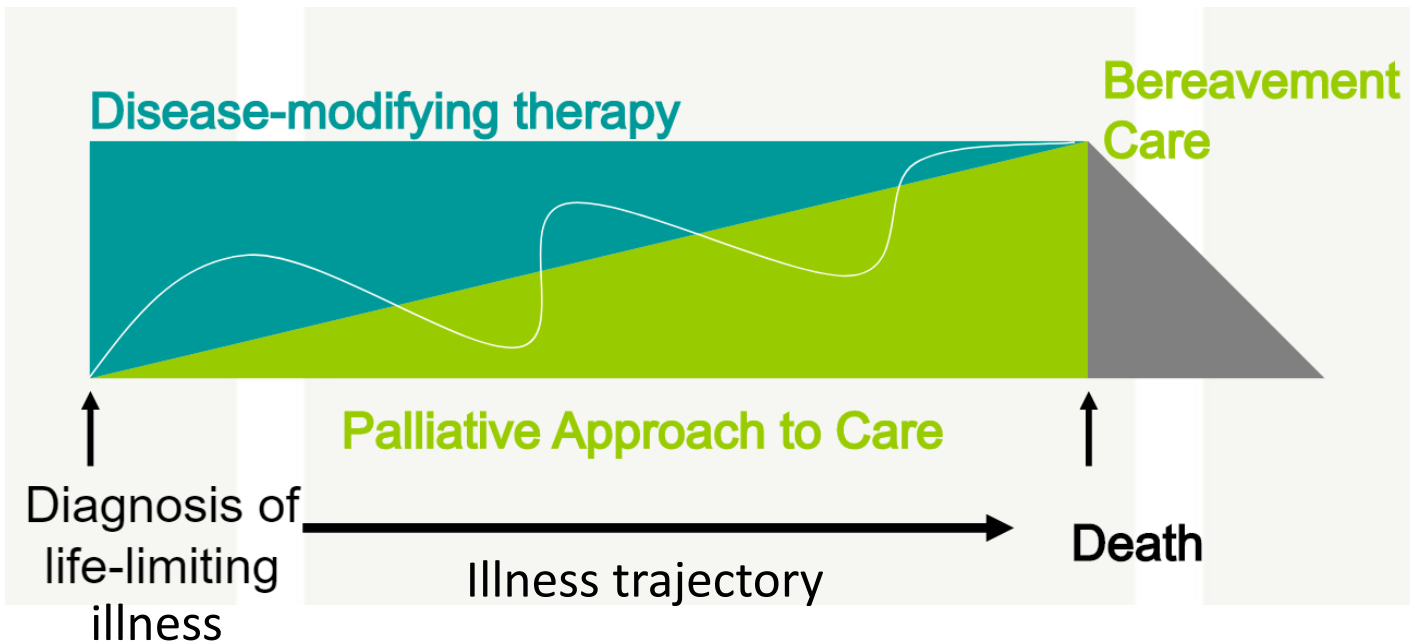 Disease-modifying therapy
Bereavement
Care
Palliative Approach to Care
Diagnosis of
life-limiting
illness
Illness trajectory
Death